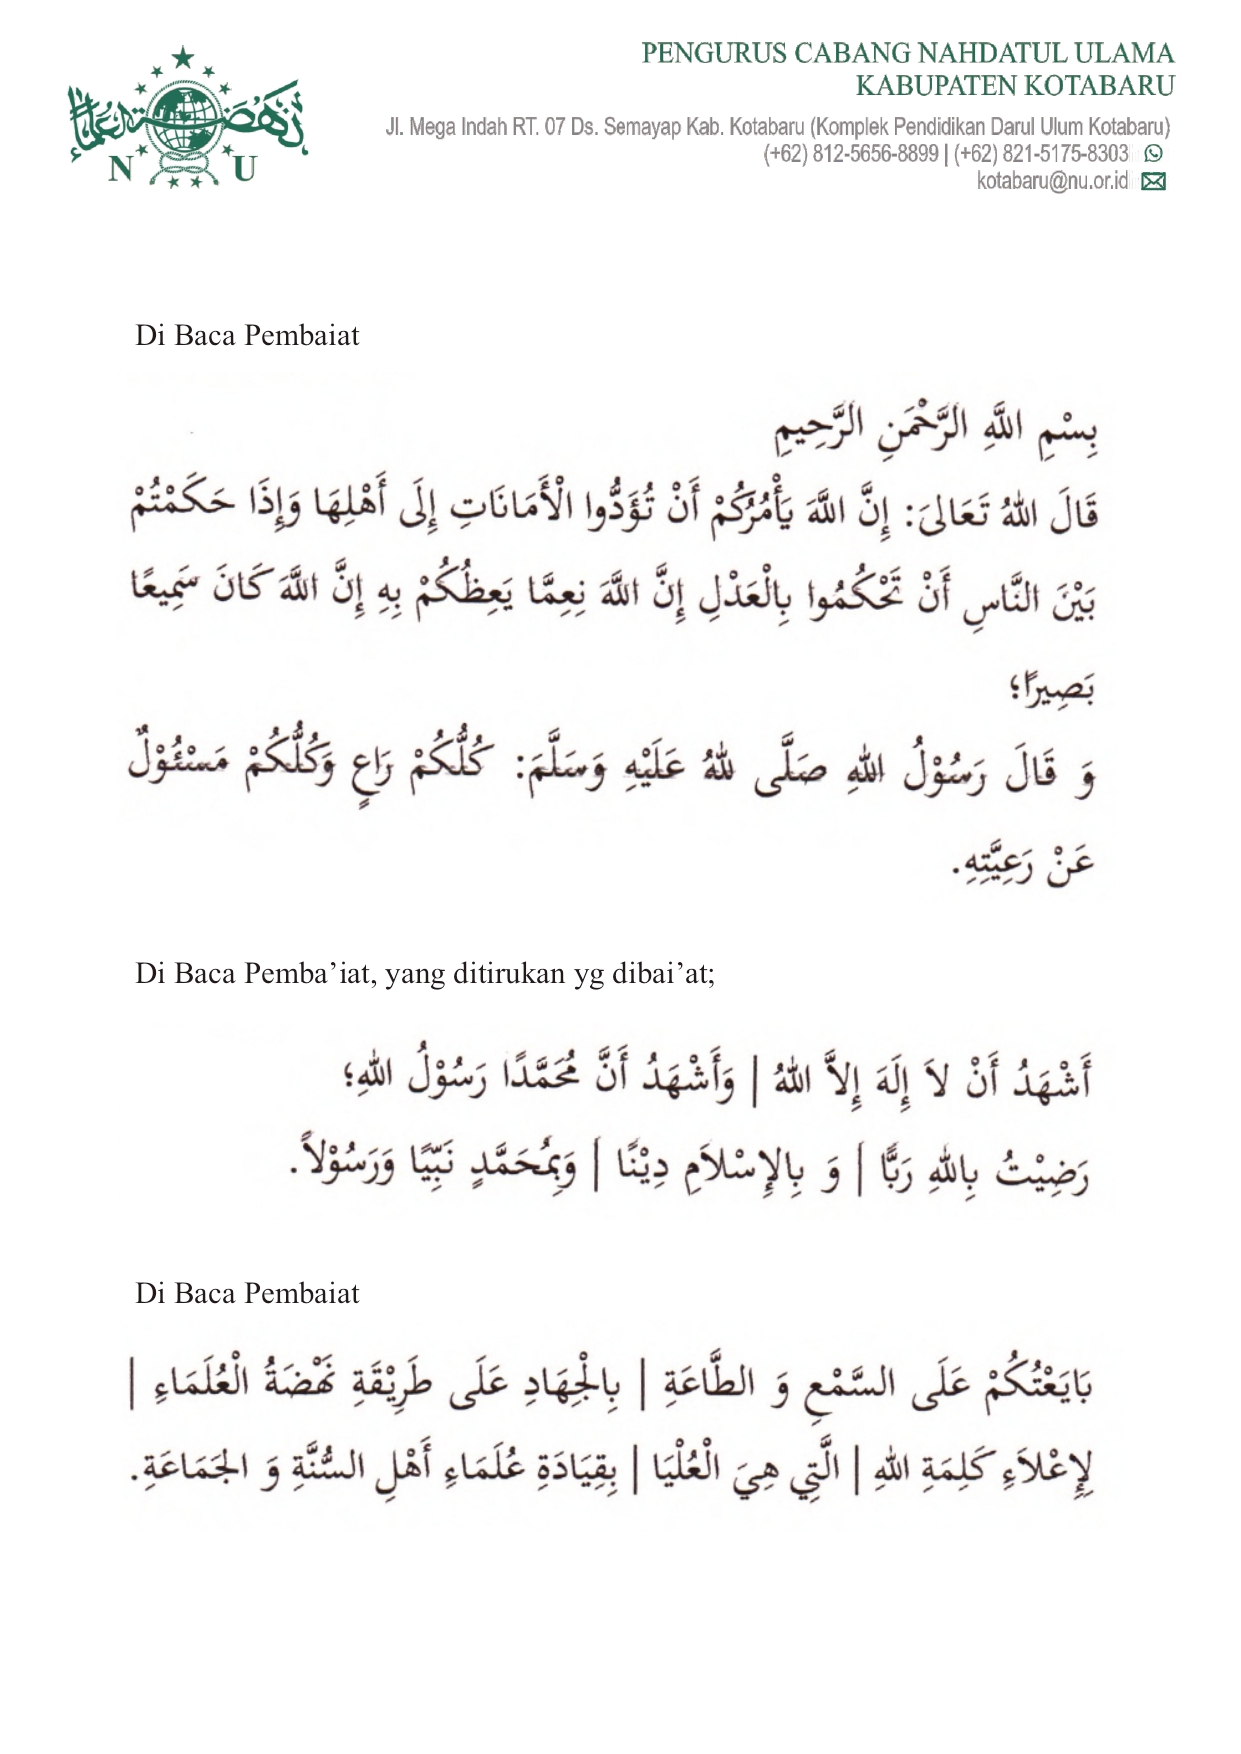 PENGURUS CABANG NAHDATUL ULAMA
KABUPATEN KOTABARU
Jl. Mega Indah RT. 07 Ds. Semayap Kab. Kotabaru (Komplek Pendidikan Darul Ulum Kotabaru)
(+62) 812-5656-8899 | (+62) 821-5175-8303
kotabaru@nu.or.id
نهضة العلماء
N U
Di Baca Pembaiat
بِسْمِ اللَّهِ الرَّحْمَنِ الرَّحِيمِ
قَالَ اللهُ تَعَالىَ: إِنَّ اللَّهَ يَأْمُرُكُمْ أَنْ تُؤَدُّوا الْأَمَانَاتِ إِلَى أَهْلِهَا وَإِذَا حَكَمْتُمْ
بَيْنَ النَّاسِ أَنْ تَحْكُمُوا بِالْعَدْلِ إِنَّ اللَّهَ نِعِمَّا يَعِظُكُمْ بِهِ إِنَّ اللَّهَ كَانَ سَمِيعًا
بَصِيرًا؛
وَ قَالَ رَسُوْلُ اللهِ صَلَّى للهُ عَلَيْهِ وَسَلَّمَ: كُلُّكُمْ رَاعٍ وَكُلُّكُمْ مَسْئُوْلٌ
عَنْ رَعِيَّتِهِ.
Di Baca Pemba’iat, yang ditirukan yg dibai’at;
أَشْهَدُ أَنْ لاَ إِلَهَ إِلاَّ اللهُ | وَأَشْهَدُ أَنَّ مُحَمَّدًا رَسُوْلُ اللهِ؛
رَضِيْتُ بِاللهِ رَبًّا | وَ بِالإِسْلاَمِ دِيْنًا | وَبِمُحَمَّدٍ نَبِّيًا وَرَسُوْلاً.
Di Baca Pembaiat
بَايَعْتُكُمْ عَلَى السَّمْعِ وَ الطَّاعَةِ | بِالْجِهَادِ عَلَى طَرِيْقَةِ نَهْضَةُ الْعُلَمَاءِ |
لِإِعْلاَءِ كَلِمَةِ اللهِ | الَّتِي هِيَ الْعُلْيَا | بِقِيَادَةِ عُلَمَاءِ أَهْلِ السُّنَّةِ وَ الجَمَاعَةِ.